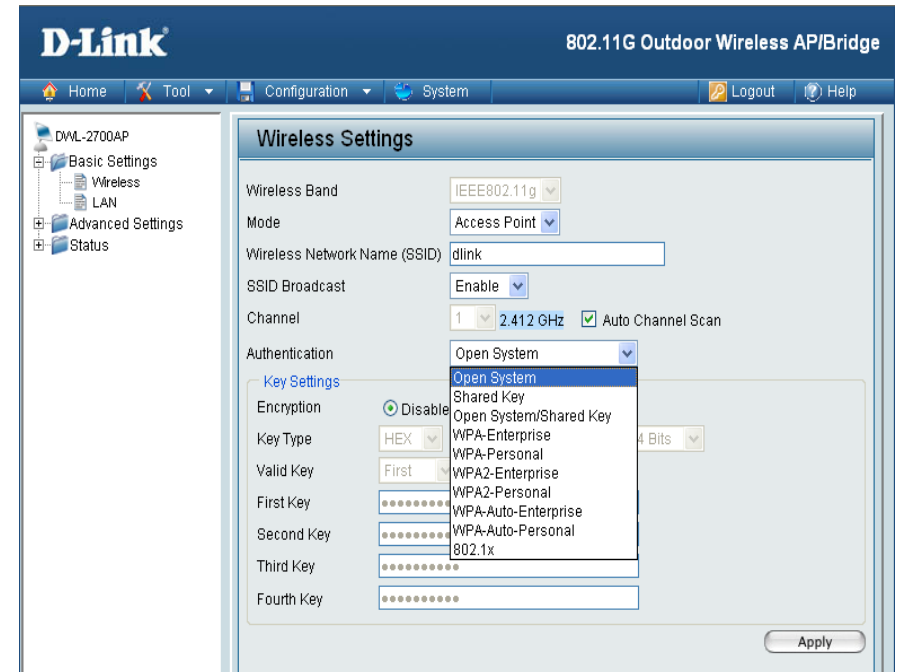 D-Link
802.11G Outdoor Wireless AP/Bridge
Home Tool Configuration System Logout Help
DWL-2700AP
Basic Settings
Wireless
LAN
Advanced Settings
Status
Wireless Settings
Wireless Band IEEE802.11g
Mode Access Point
Wireless Network Name (SSID) dlink
SSID Broadcast Enable
Channel 1 2.412 GHz Auto Channel Scan
Authentication Open System
Open System
Shared Key
Open System/Shared Key
WPA-Enterprise
WPA-Personal
WPA2-Enterprise
WPA2-Personal
WPA-Auto-Enterprise
WPA-Auto-Personal
802.1x
Key Settings
Encryption Disable
Key Type HEX 4 Bits
Valid Key First
First Key
Second Key
Third Key
Fourth Key
Apply